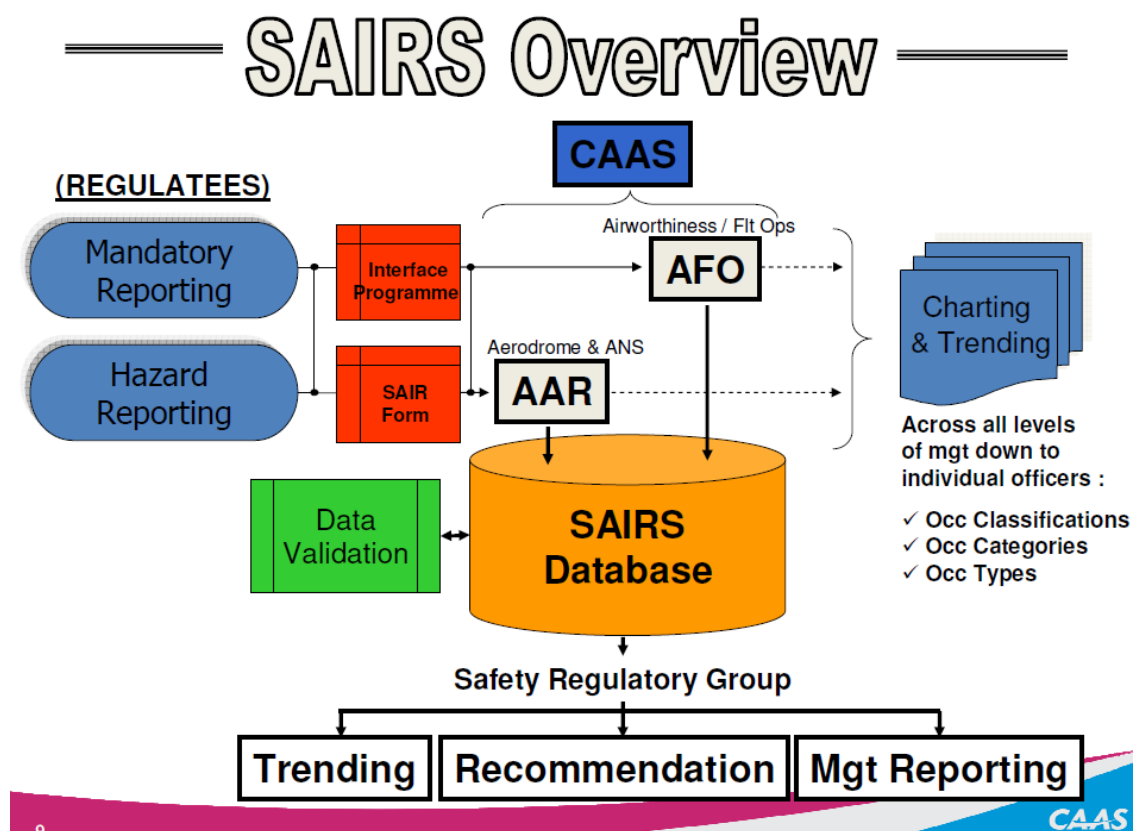 SAIRS Overview
CAAS
(REGULATEES)
Mandatory
Reporting
Interface
Programme
Airworthiness / Flt Ops
AFO
Charting
& Trending
Hazard
Reporting
SAIR
Form
Aerodrome & ANS
AAR
Across all levels
of mgt down to
individual officers :
✓ Occ Classifications
✓ Occ Categories
✓ Occ Types
Data
Validation
SAIRS
Database
Safety Regulatory Group
Trending
Recommendation
Mgt Reporting
CAAS